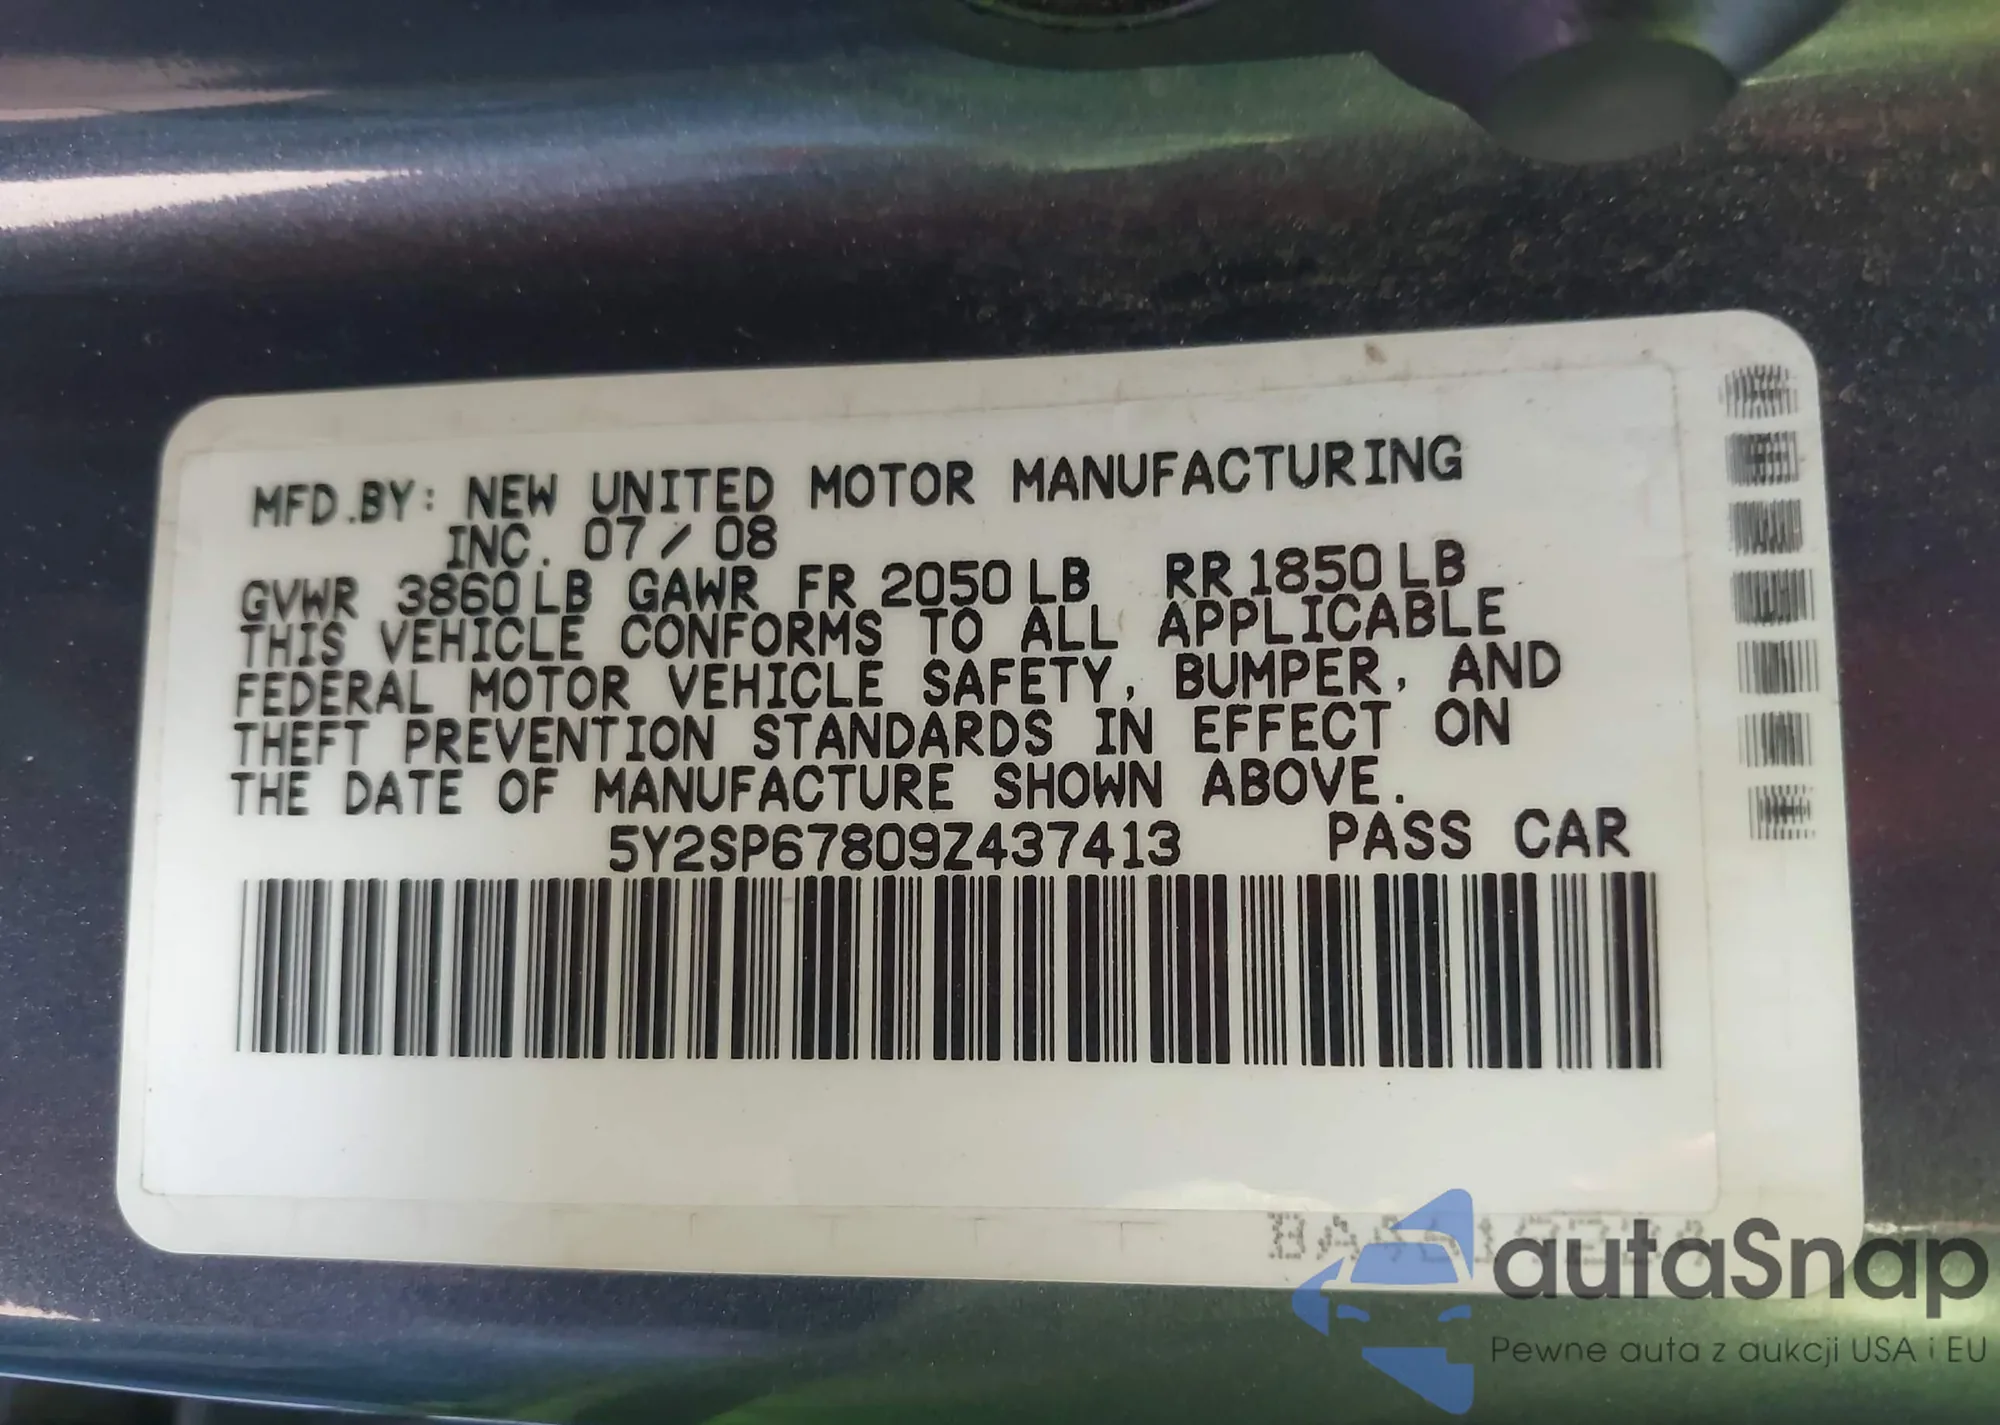 MFD.BY: NEW UNITED MOTOR MANUFACTURING
INC. 07/08
GVWR 3860LB GAWR FR 2050LB RR 1850LB
THIS VEHICLE CONFORMS TO ALL APPLICABLE
FEDERAL MOTOR VEHICLE SAFETY, BUMPER, AND
THEFT PREVENTION STANDARDS IN EFFECT ON
THE DATE OF MANUFACTURE SHOWN ABOVE.
5Y2SP67809Z437413 PASS CAR
autaSnap
Pewne auta z aukcji USA i EU